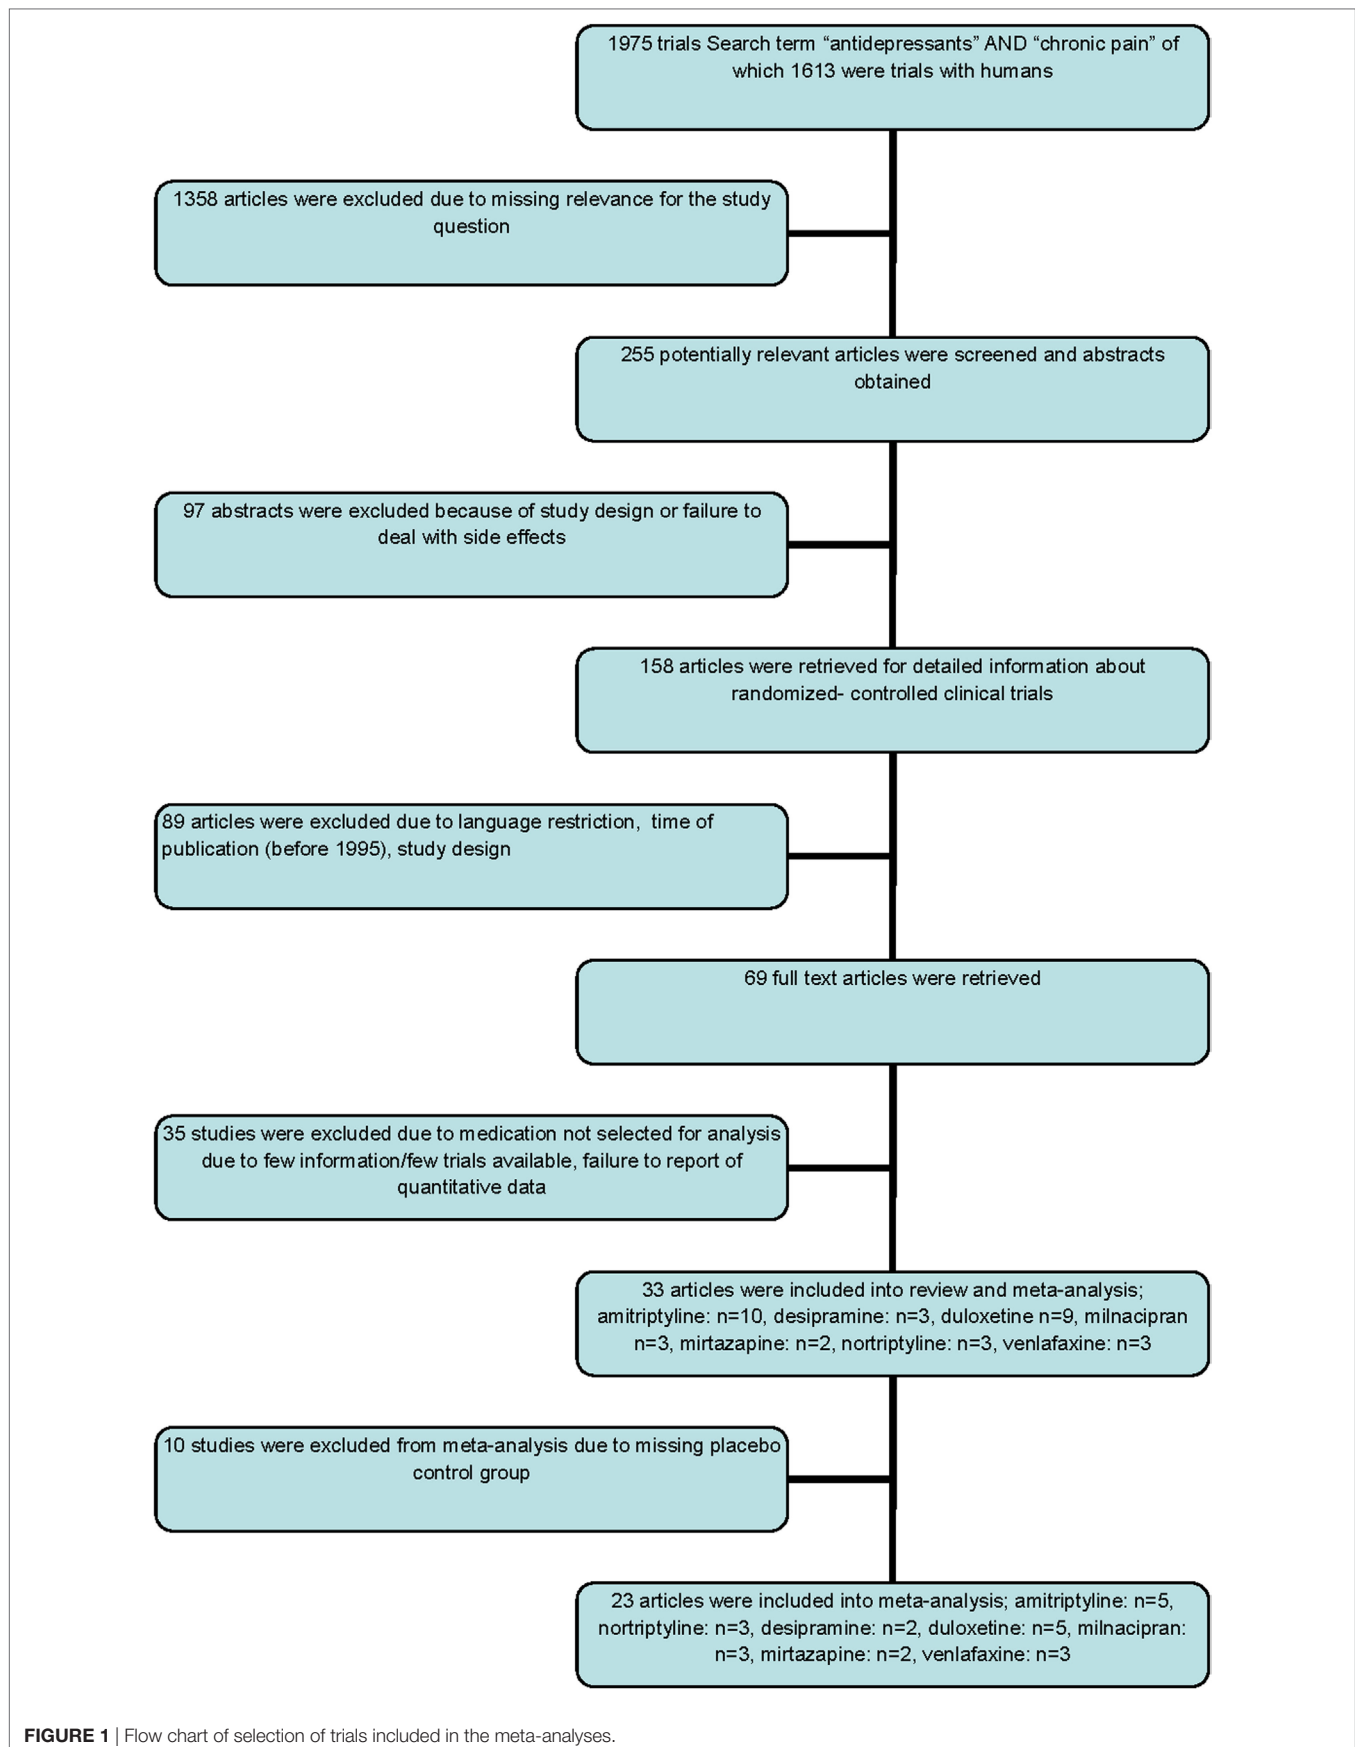 1975 trials Search term “antidepressants” AND “chronic pain” of
which 1613 were trials with humans
1358 articles were excluded due to missing relevance for the study
question
255 potentially relevant articles were screened and abstracts
obtained
97 abstracts were excluded because of study design or failure to
deal with side effects
158 articles were retrieved for detailed information about
randomized- controlled clinical trials
89 articles were excluded due to language restriction,  time of
publication (before 1995), study design
69 full text articles were retrieved
35 studies were excluded due to medication not selected for analysis
due to few information/few trials available, failure to report of
quantitative data
33 articles were included into review and meta-analysis;
amitriptyline: n=10, desipramine: n=3, duloxetine n=9, milnacipran
n=3, mirtazapine: n=2, nortriptyline: n=3, venlafaxine: n=3
10 studies were excluded from meta-analysis due to missing placebo
control group
23 articles were included into meta-analysis; amitriptyline: n=5,
nortriptyline: n=3, desipramine: n=2, duloxetine: n=5, milnacipran:
n=3, mirtazapine: n=2, venlafaxine: n=3
FIGURE 1 | Flow chart of selection of trials included in the meta-analyses.